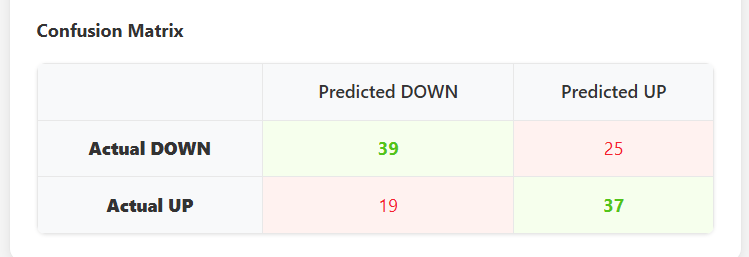 Confusion Matrix
Predicted DOWN Predicted UP
Actual DOWN 39 25
Actual UP 19 37